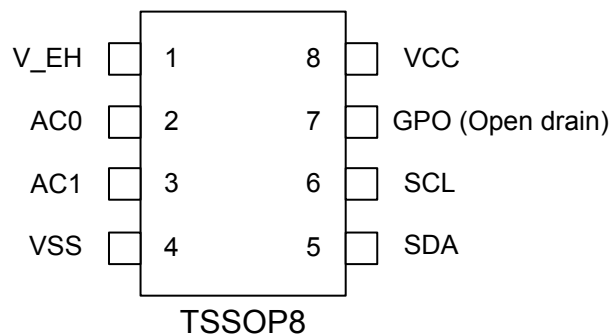 V_EH 1 8 VCC
AC0 2 7 GPO (Open drain)
AC1 3 6 SCL
VSS 4 5 SDA
TSSOP8